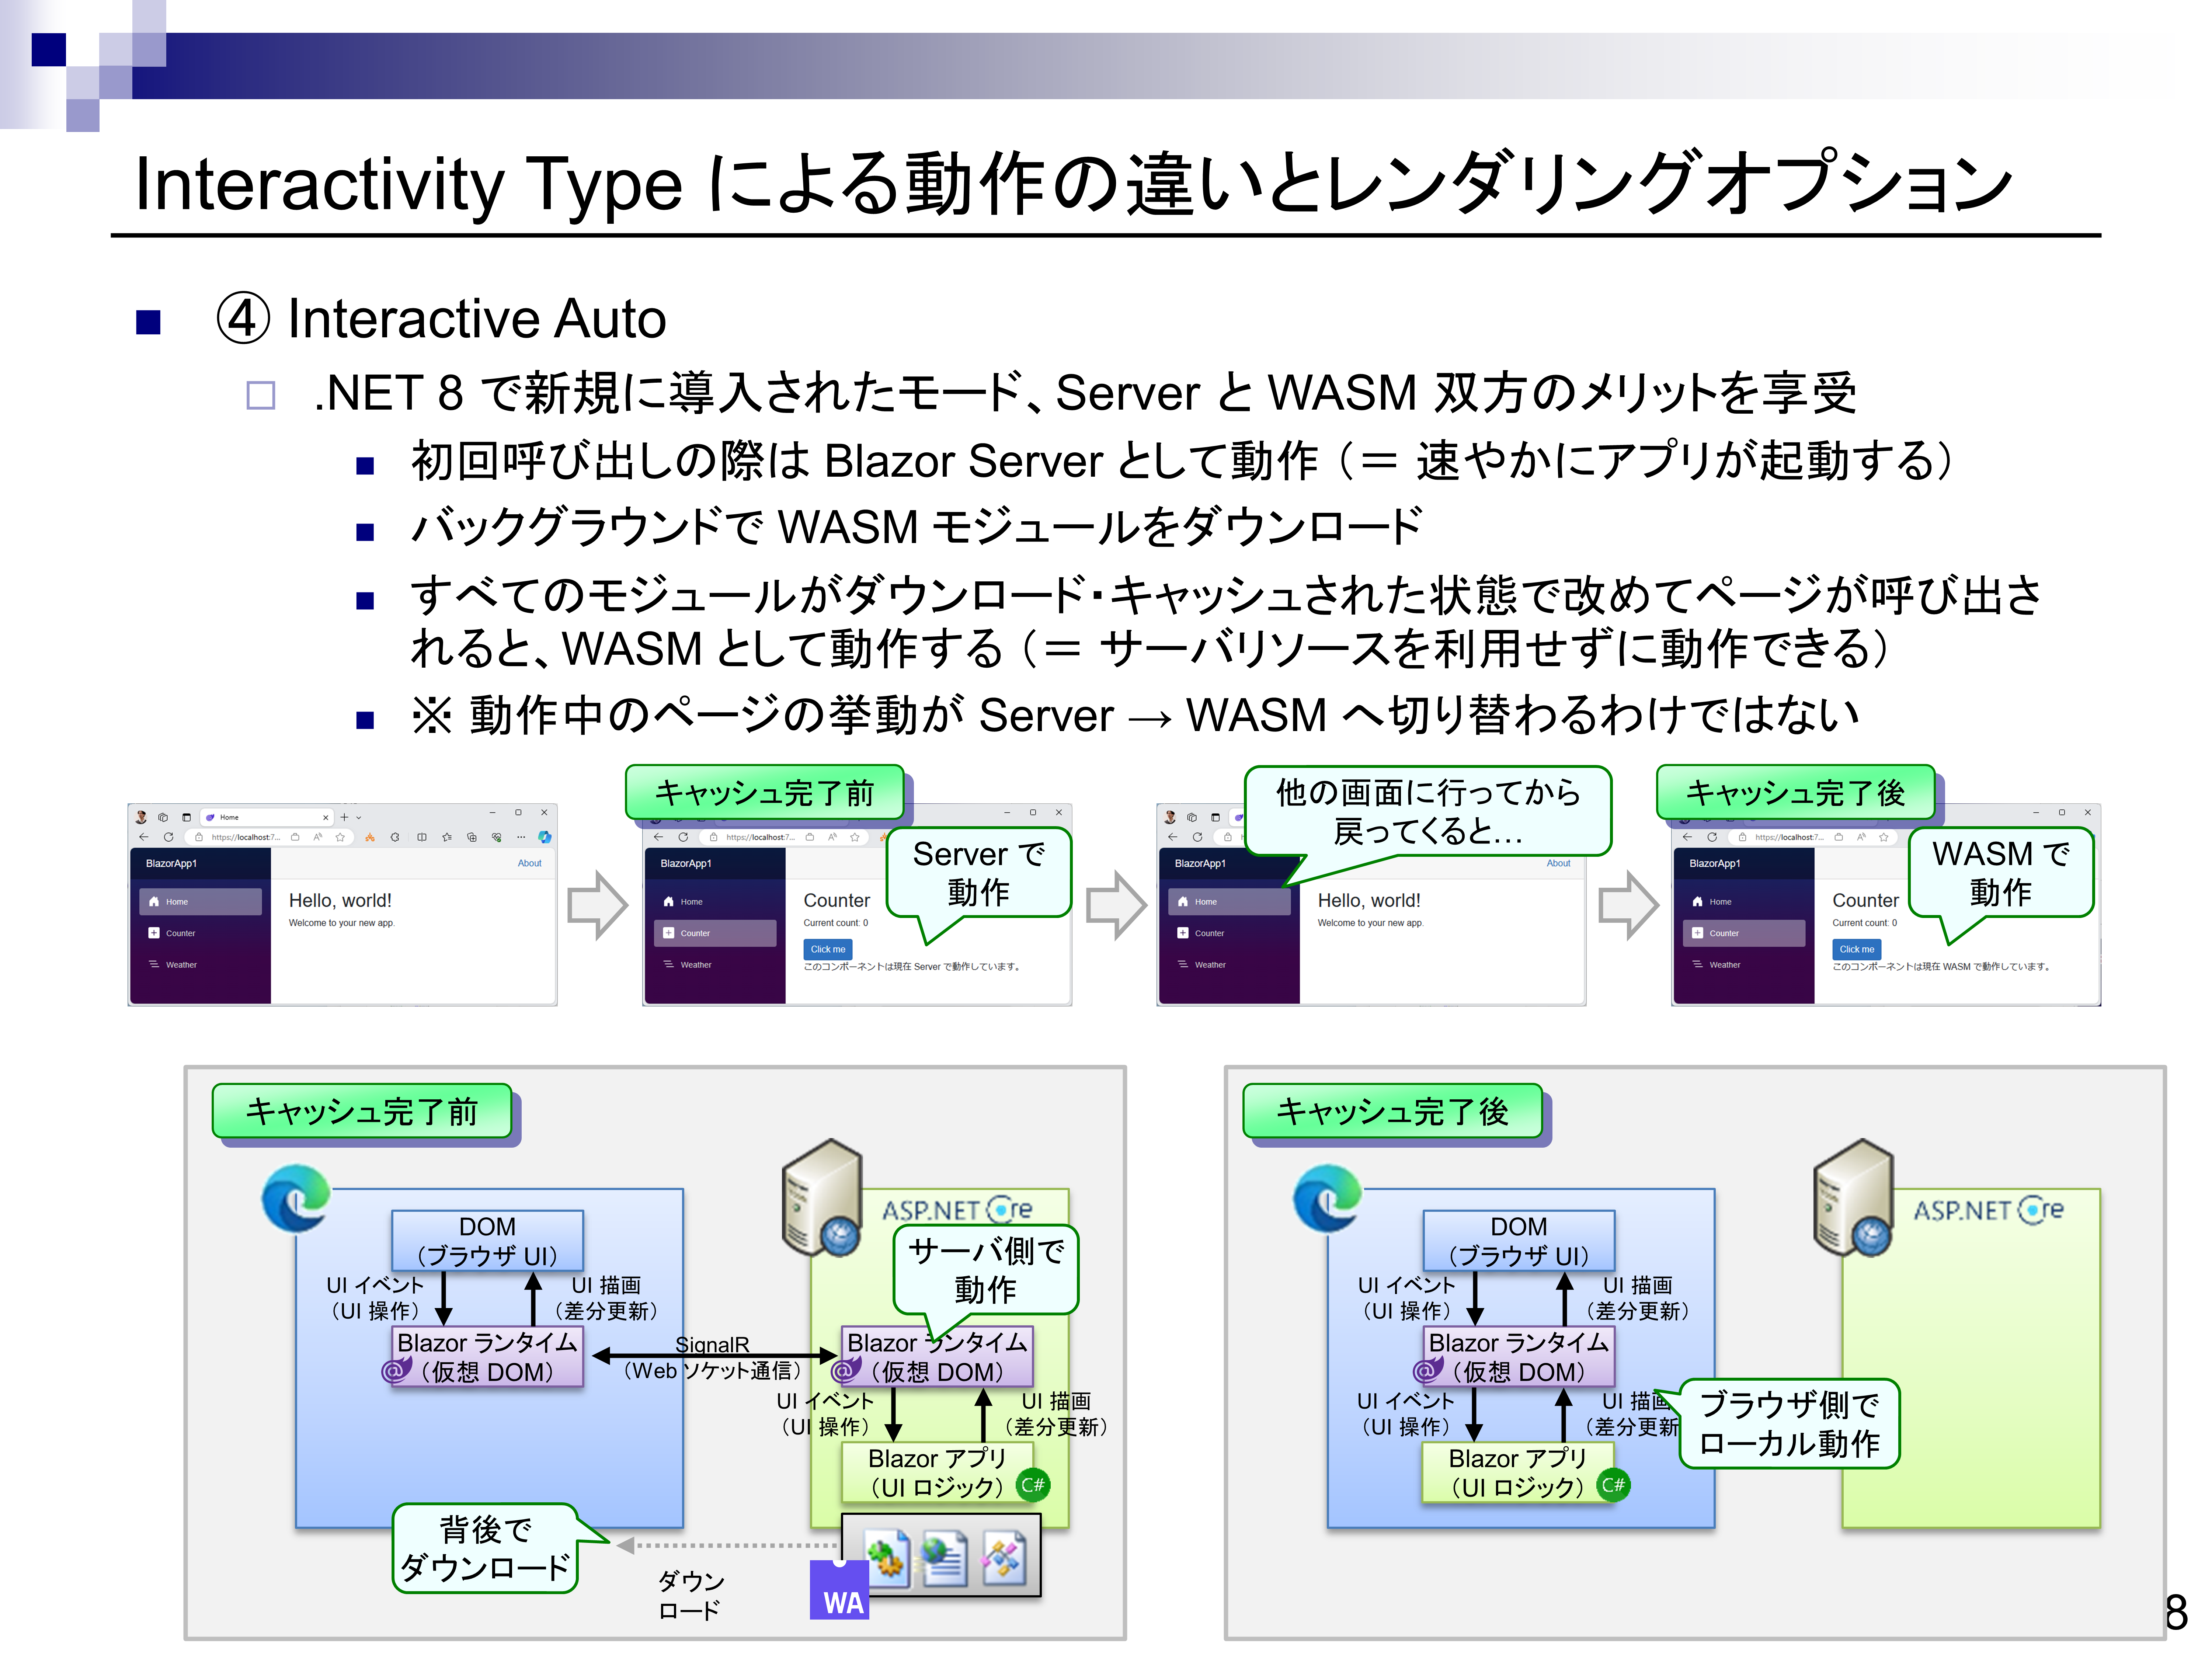 Interactivity Type による動作の違いとレンダリングオプション
④ Interactive Auto
.NET 8 で新規に導入されたモード、Server と WASM 双方のメリットを享受
初回呼び出しの際は Blazor Server として動作（＝ 速やかにアプリが起動する）
バックグラウンドで WASM モジュールをダウンロード
すべてのモジュールがダウンロード・キャッシュされた状態で改めてページが呼び出さ
れると、WASM として動作する（＝ サーバリソースを利用せずに動作できる）
※ 動作中のページの挙動が Server → WASM へ切り替わるわけではない
Home
https://localhost:7...
BlazorApp1
About
Home
Counter
Weather
Hello, world!
Welcome to your new app.
キャッシュ完了前
https://localhost:7...
BlazorApp1
Home
Counter
Weather
Counter
Current count: 0
Click me
このコンポーネントは現在 Server で動作しています。
Server で
動作
他の画面に行ってから
戻ってくると…
BlazorApp1
About
Home
Counter
Weather
Hello, world!
Welcome to your new app.
キャッシュ完了後
https://localhost:7...
BlazorApp1
Home
Counter
Weather
Counter
Current count: 0
Click me
このコンポーネントは現在 WASM で動作しています。
WASM で
動作
キャッシュ完了前
DOM
（ブラウザ UI）
UI イベント
（UI 操作）
UI 描画
（差分更新）
Blazor ランタイム
（仮想 DOM）
SignalR
（Web ソケット通信）
ASP.NET Core
サーバ側で
動作
Blazor ランタイム
（仮想 DOM）
UI イベント
（UI 操作）
UI 描画
（差分更新）
Blazor アプリ
（UI ロジック）
C#
背後で
ダウンロード
ダウン
ロード
WA
キャッシュ完了後
DOM
（ブラウザ UI）
UI イベント
（UI 操作）
UI 描画
（差分更新）
Blazor ランタイム
（仮想 DOM）
UI イベント
（UI 操作）
UI 描画
（差分更新
Blazor アプリ
（UI ロジック）
C#
ブラウザ側で
ローカル動作
ASP.NET Core
8